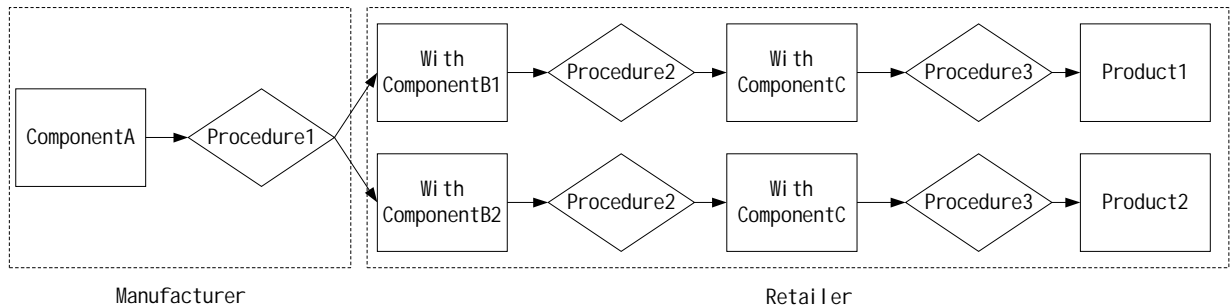 With
ComponentB1
Procedure2
With
ComponentC
Procedure3
Product1
ComponentA
Procedure1
With
ComponentB2
Procedure2
With
ComponentC
Procedure3
Product2
Manufacturer
Retailer